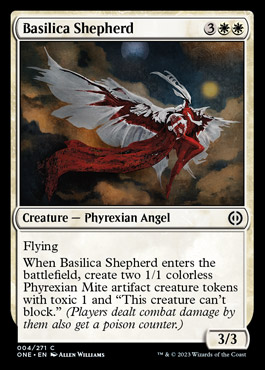 Basilica Shepherd 3
Creature — Phyrexian Angel
Flying
When Basilica Shepherd enters the
battlefield, create two 1/1 colorless
Phyrexian Mite artifact creature tokens
with toxic 1 and “This creature can’t
block.” (Players dealt combat damage by
them also get a poison counter.)
3/3
004/271 C
ONE • EN Allen Williams
™ & © 2023 Wizards of the Coast